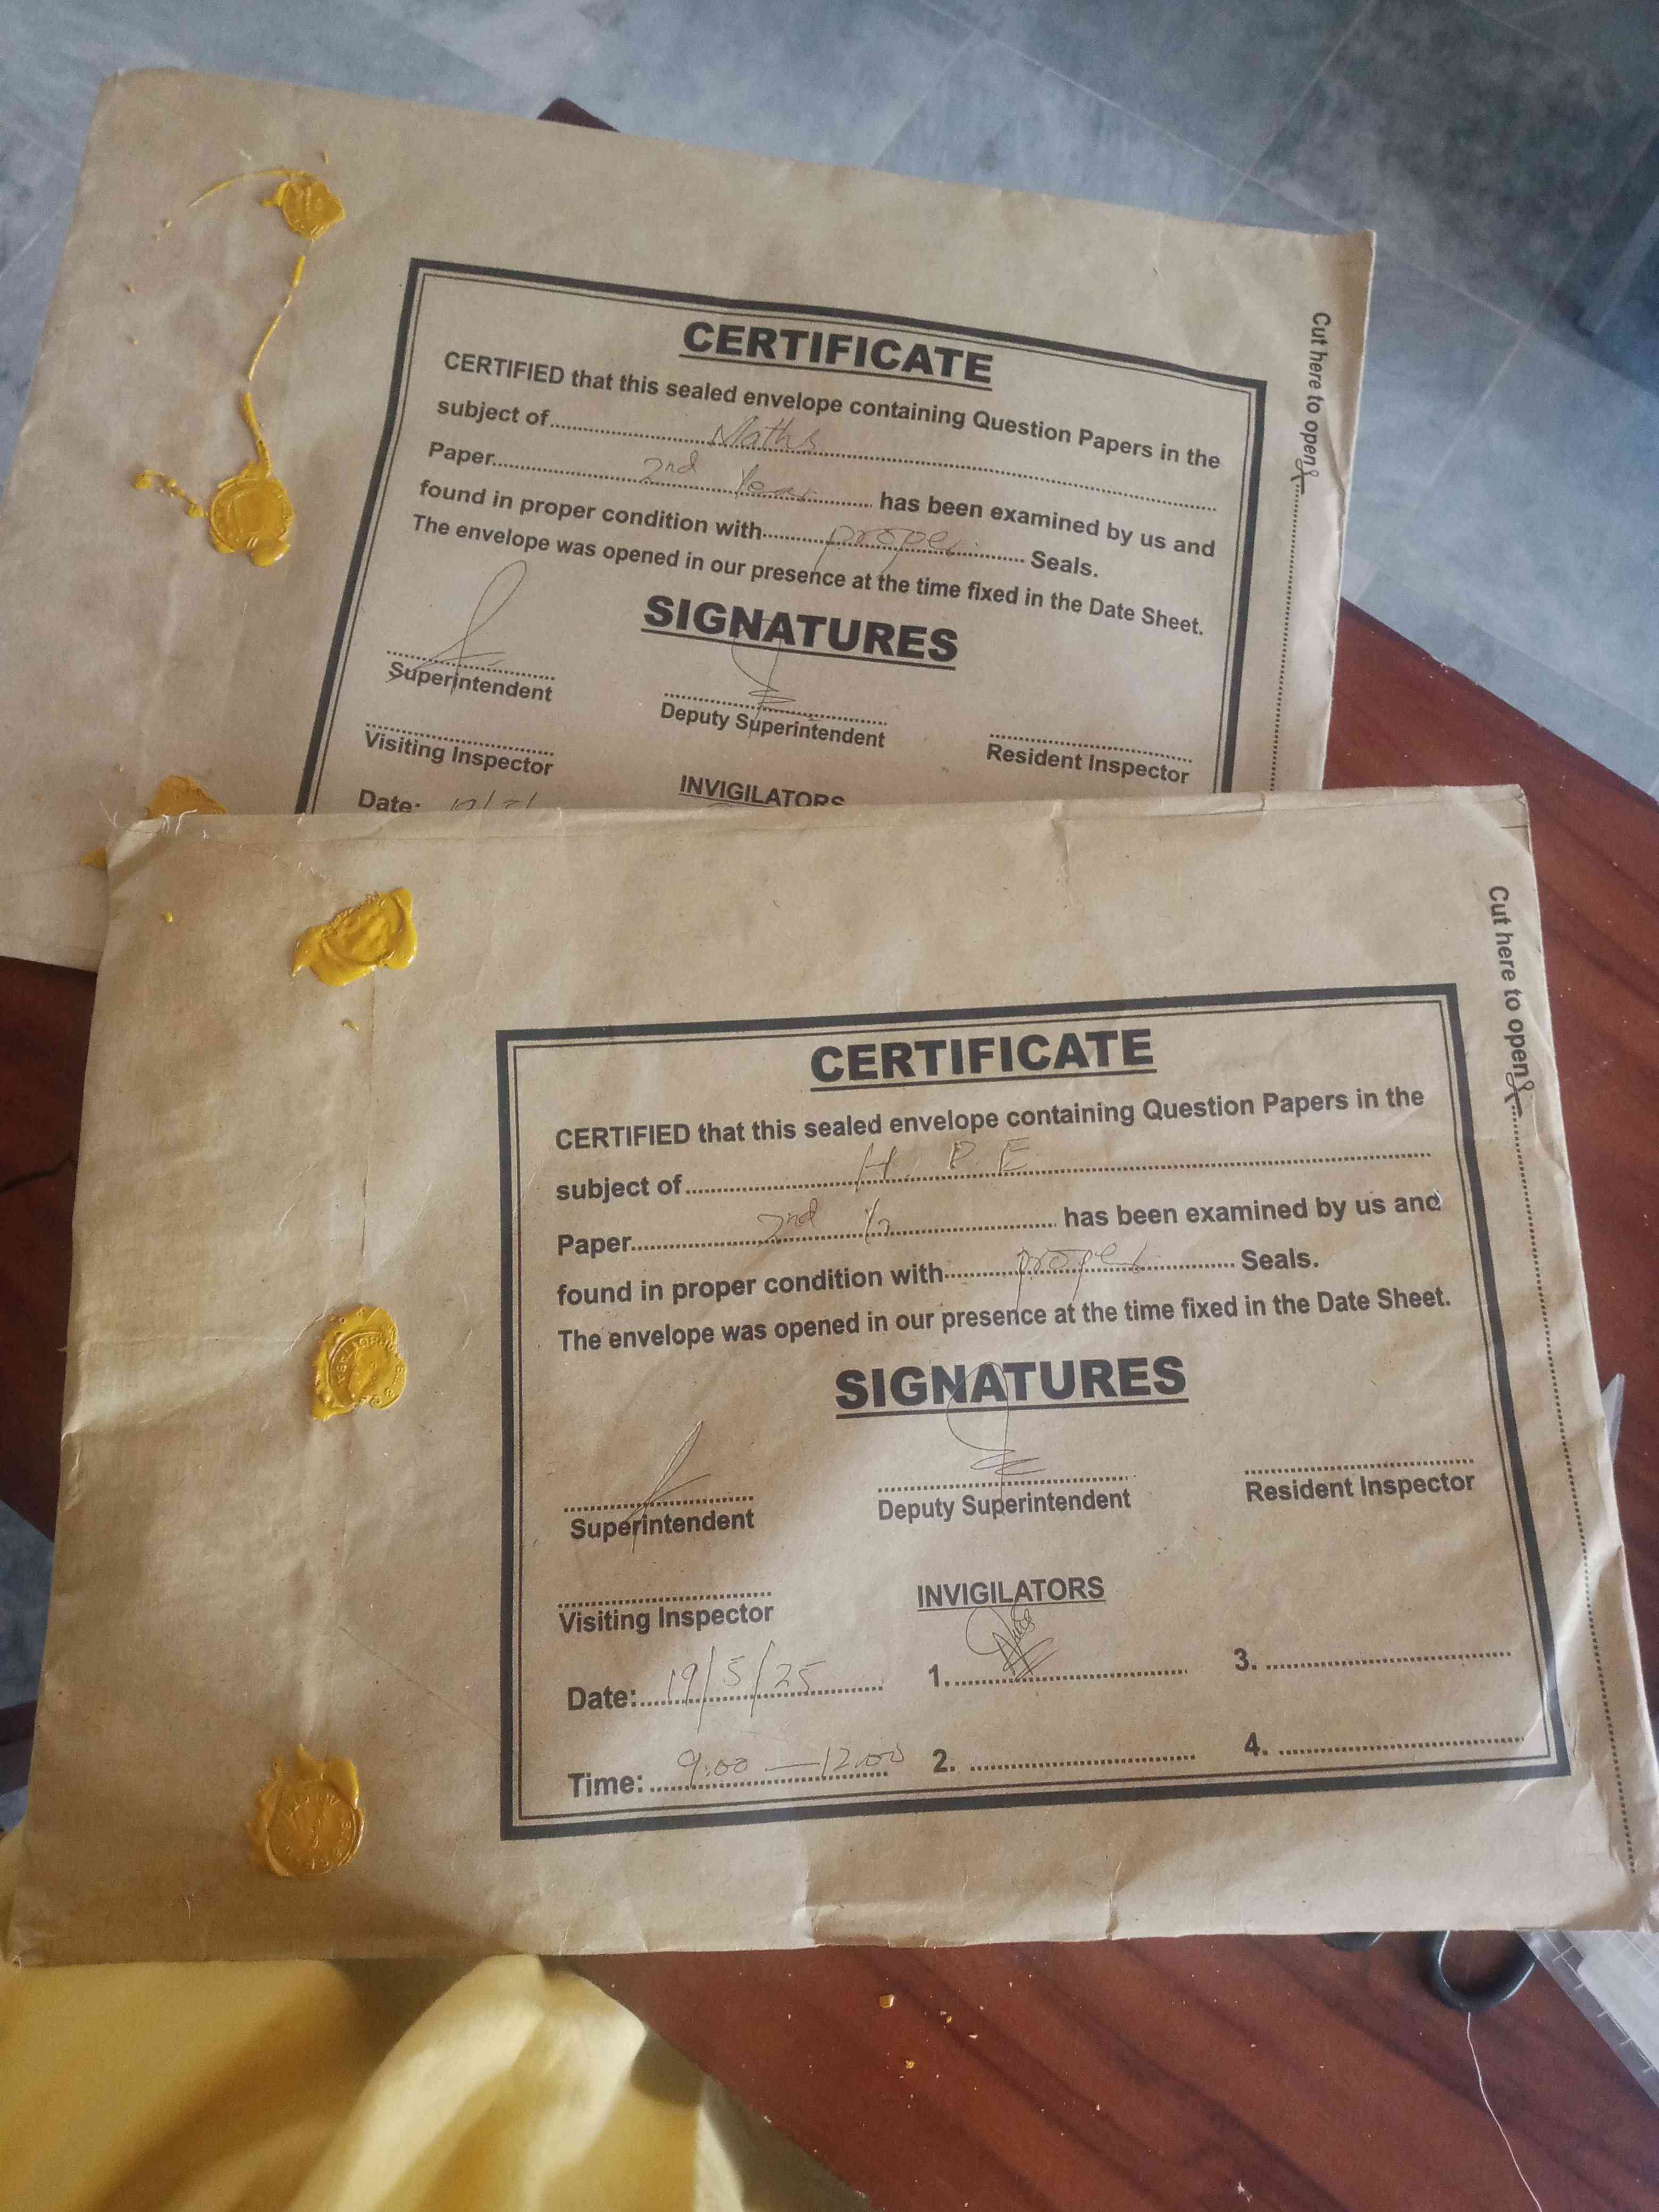 CERTIFICATE
CERTIFIED that this sealed envelope containing Question Papers in the
subject of Maths
Paper 2nd Year has been examined by us and
found in proper condition with proper Seals.
The envelope was opened in our presence at the time fixed in the Date Sheet.
SIGNATURES
Superintendent
Deputy Superintendent
Resident Inspector
Visiting Inspector
INVIGILATORS
Date:
Cut here to open
CERTIFICATE
CERTIFIED that this sealed envelope containing Question Papers in the
subject of H. P. E
Paper 2nd has been examined by us and
found in proper condition with proper Seals.
The envelope was opened in our presence at the time fixed in the Date Sheet.
SIGNATURES
Superintendent
Deputy Superintendent
Resident Inspector
Visiting Inspector
INVIGILATORS
Date: 19/5/25
1.
3.
Time: 9:00 — 12:00
2.
4.
Cut here to open